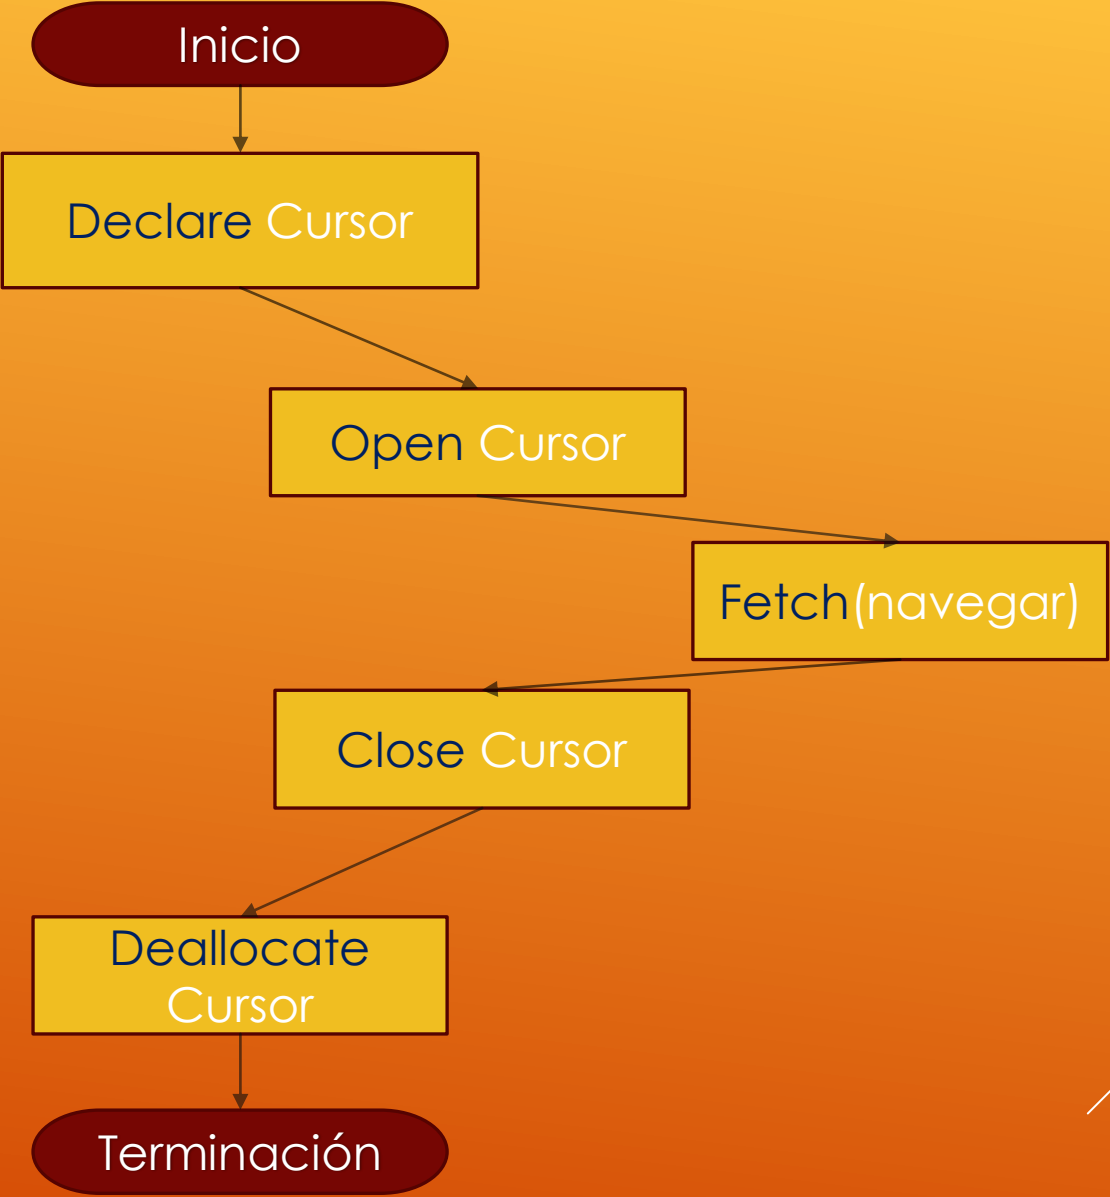 Inicio
Declare Cursor
Open Cursor
Fetch(navegar)
Close Cursor
Deallocate
Cursor
Terminación